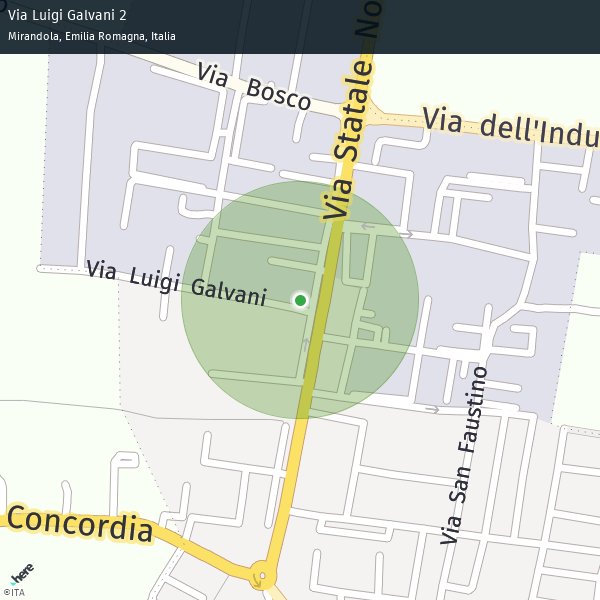 Via Luigi Galvani 2
Mirandola, Emilia Romagna, Italia
Via Bosco
Via Statale No
Via dell'Indu
Via Luigi Galvani
Via San Faustino
Concordia
here
©ITA